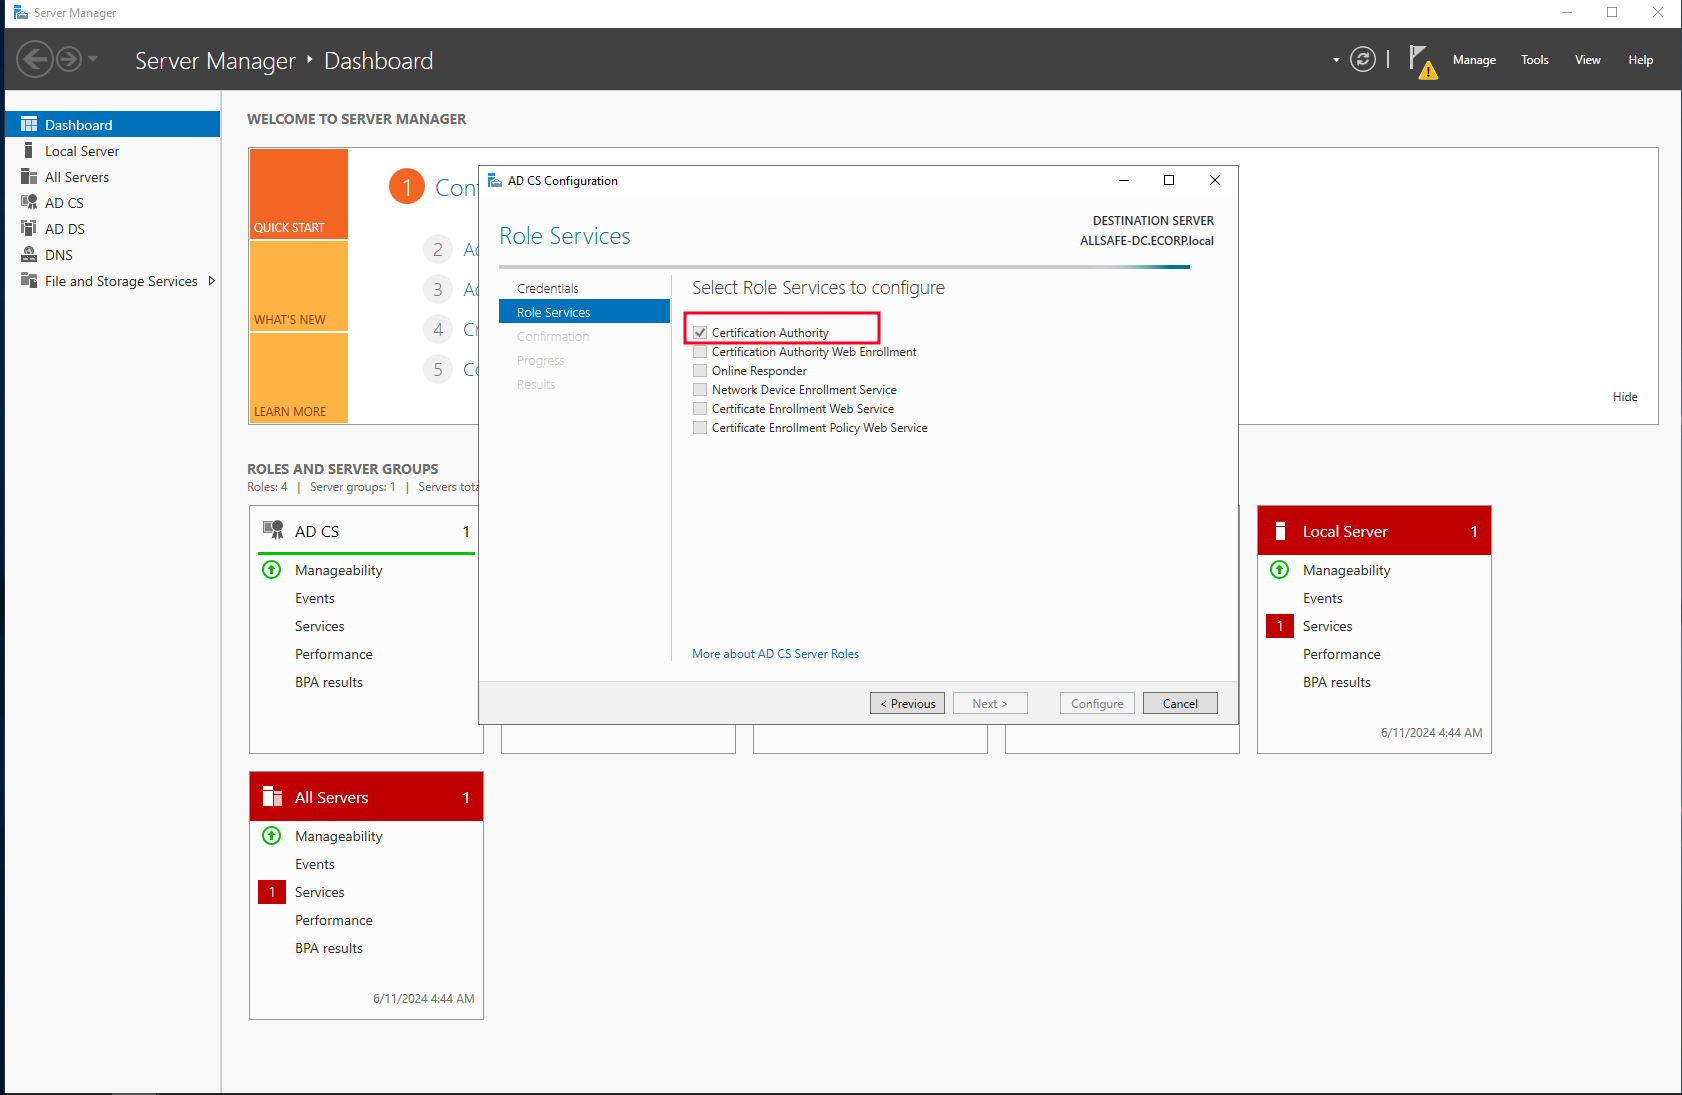 Server Manager
Server Manager ‣ Dashboard
Manage
Tools
View
Help
Dashboard
Local Server
All Servers
AD CS
AD DS
DNS
File and Storage Services
WELCOME TO SERVER MANAGER
QUICK START
WHAT'S NEW
LEARN MORE
1
2
3
4
5
Hide
AD CS Configuration
Role Services
DESTINATION SERVER
ALLSAFE-DC.ECORP.local
Credentials
Role Services
Confirmation
Progress
Results
Select Role Services to configure
Certification Authority
Certification Authority Web Enrollment
Online Responder
Network Device Enrollment Service
Certificate Enrollment Web Service
Certificate Enrollment Policy Web Service
More about AD CS Server Roles
< Previous
Next >
Configure
Cancel
ROLES AND SERVER GROUPS
Roles: 4 | Server groups: 1 | Servers
AD CS 1
Manageability
Events
Services
Performance
BPA results
Local Server 1
Manageability
Events
1 Services
Performance
BPA results
6/11/2024 4:44 AM
All Servers 1
Manageability
Events
1 Services
Performance
BPA results
6/11/2024 4:44 AM